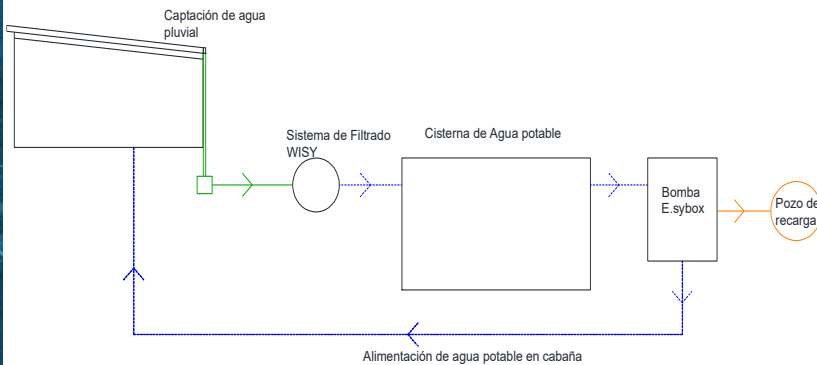 Captación de agua
pluvial
Sistema de Filtrado
WISY
Cisterna de Agua potable
Bomba
E.sybox
Pozo de
recarga
Alimentación de agua potable en cabaña